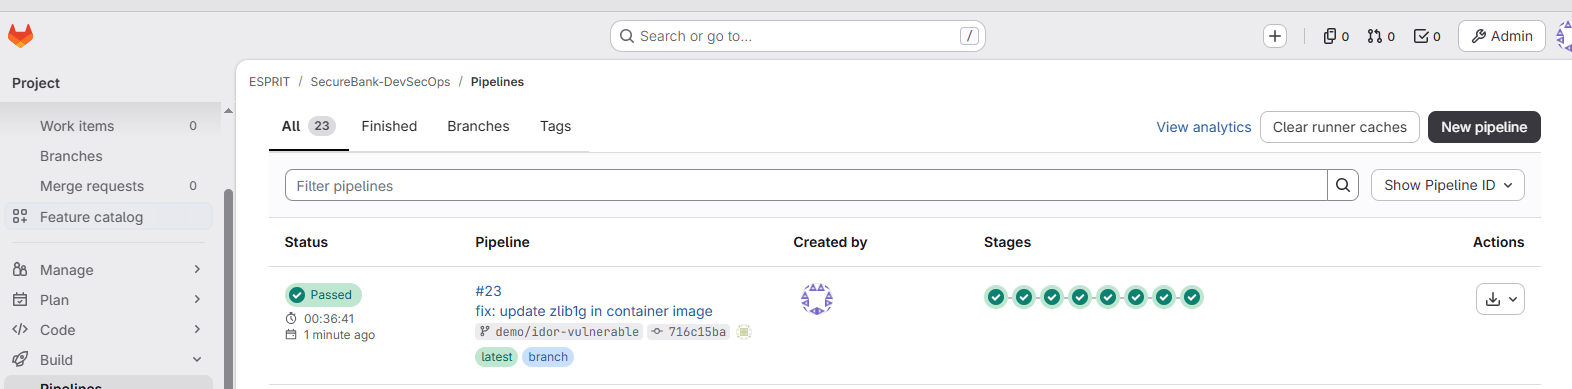 Search or go to...
/
0
0
0
Admin
Project
Work items 0
Branches
Merge requests 0
Feature catalog
Manage
Plan
Code
Build
Pipelines
ESPRIT / SecureBank-DevSecOps / Pipelines
All 23 Finished Branches Tags
View analytics Clear runner caches New pipeline
Filter pipelines
Show Pipeline ID
Status Pipeline Created by Stages Actions
Passed
00:36:41
1 minute ago
#23
fix: update zlib1g in container image
demo/idor-vulnerable 716c15ba
latest branch